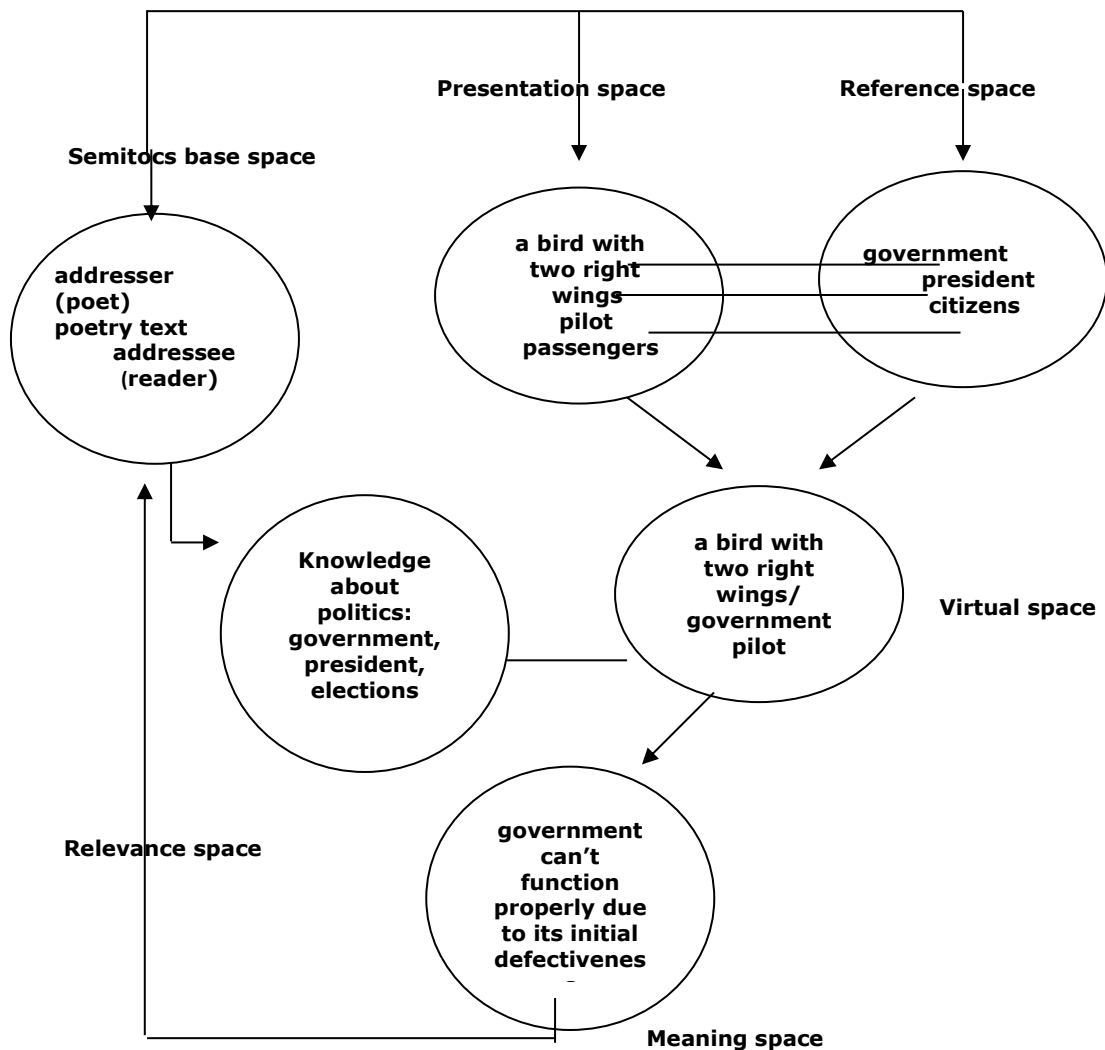 Presentation space
Reference space
Semitocs base space
addresser
(poet)
poetry text
addressee
(reader)
a bird with
two right
wings
pilot
passengers
government
president
citizens
Knowledge
about
politics:
government,
president,
elections
a bird with
two right
wings/
government
pilot
Virtual space
Relevance space
government
can’t
function
properly due
to its initial
defectivenes
Meaning space